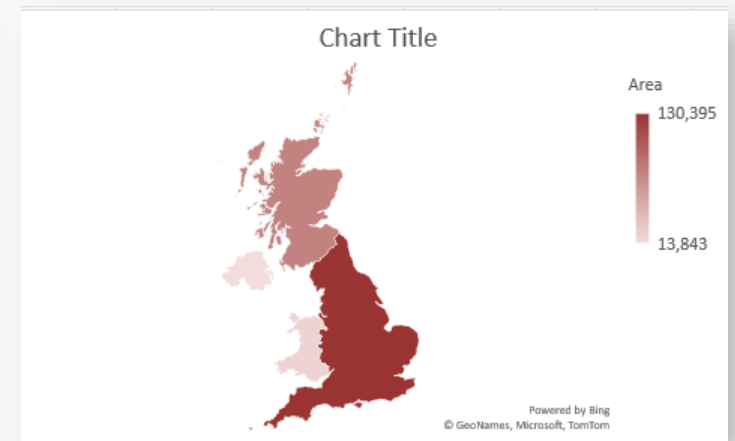 Chart Title
Area
130,395
13,843
Powered by Bing
© GeoNames, Microsoft, TomTom